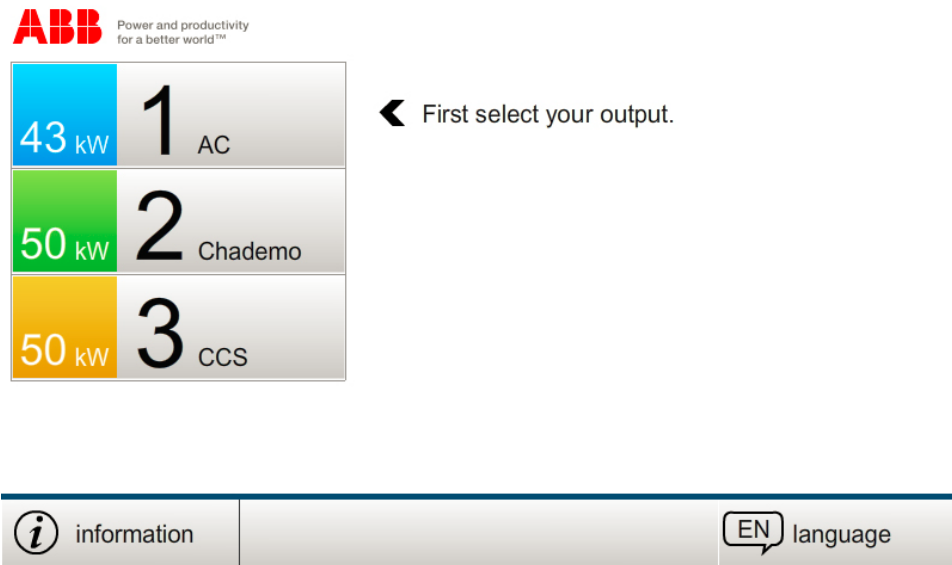 ABB
Power and productivity
for a better world™
43 kW 1 AC
First select your output.
50 kW 2 Chademo
50 kW 3 CCS
i information
EN language